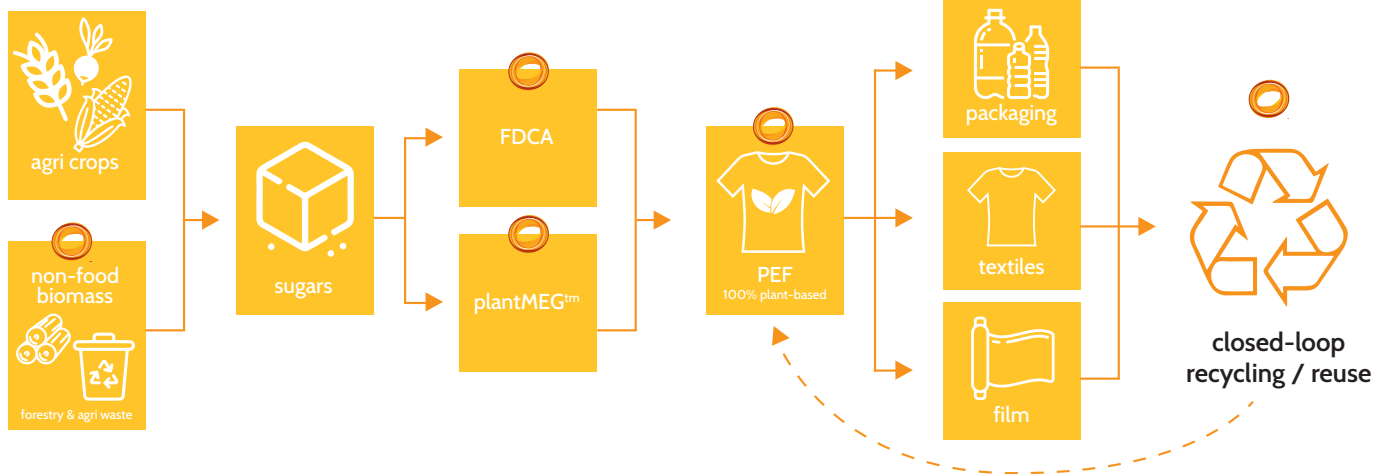 agri crops
non-food
biomass
forestry & agri waste
sugars
FDCA
plantMEGtm
PEF
100% plant-based
packaging
textiles
film
closed-loop
recycling / reuse